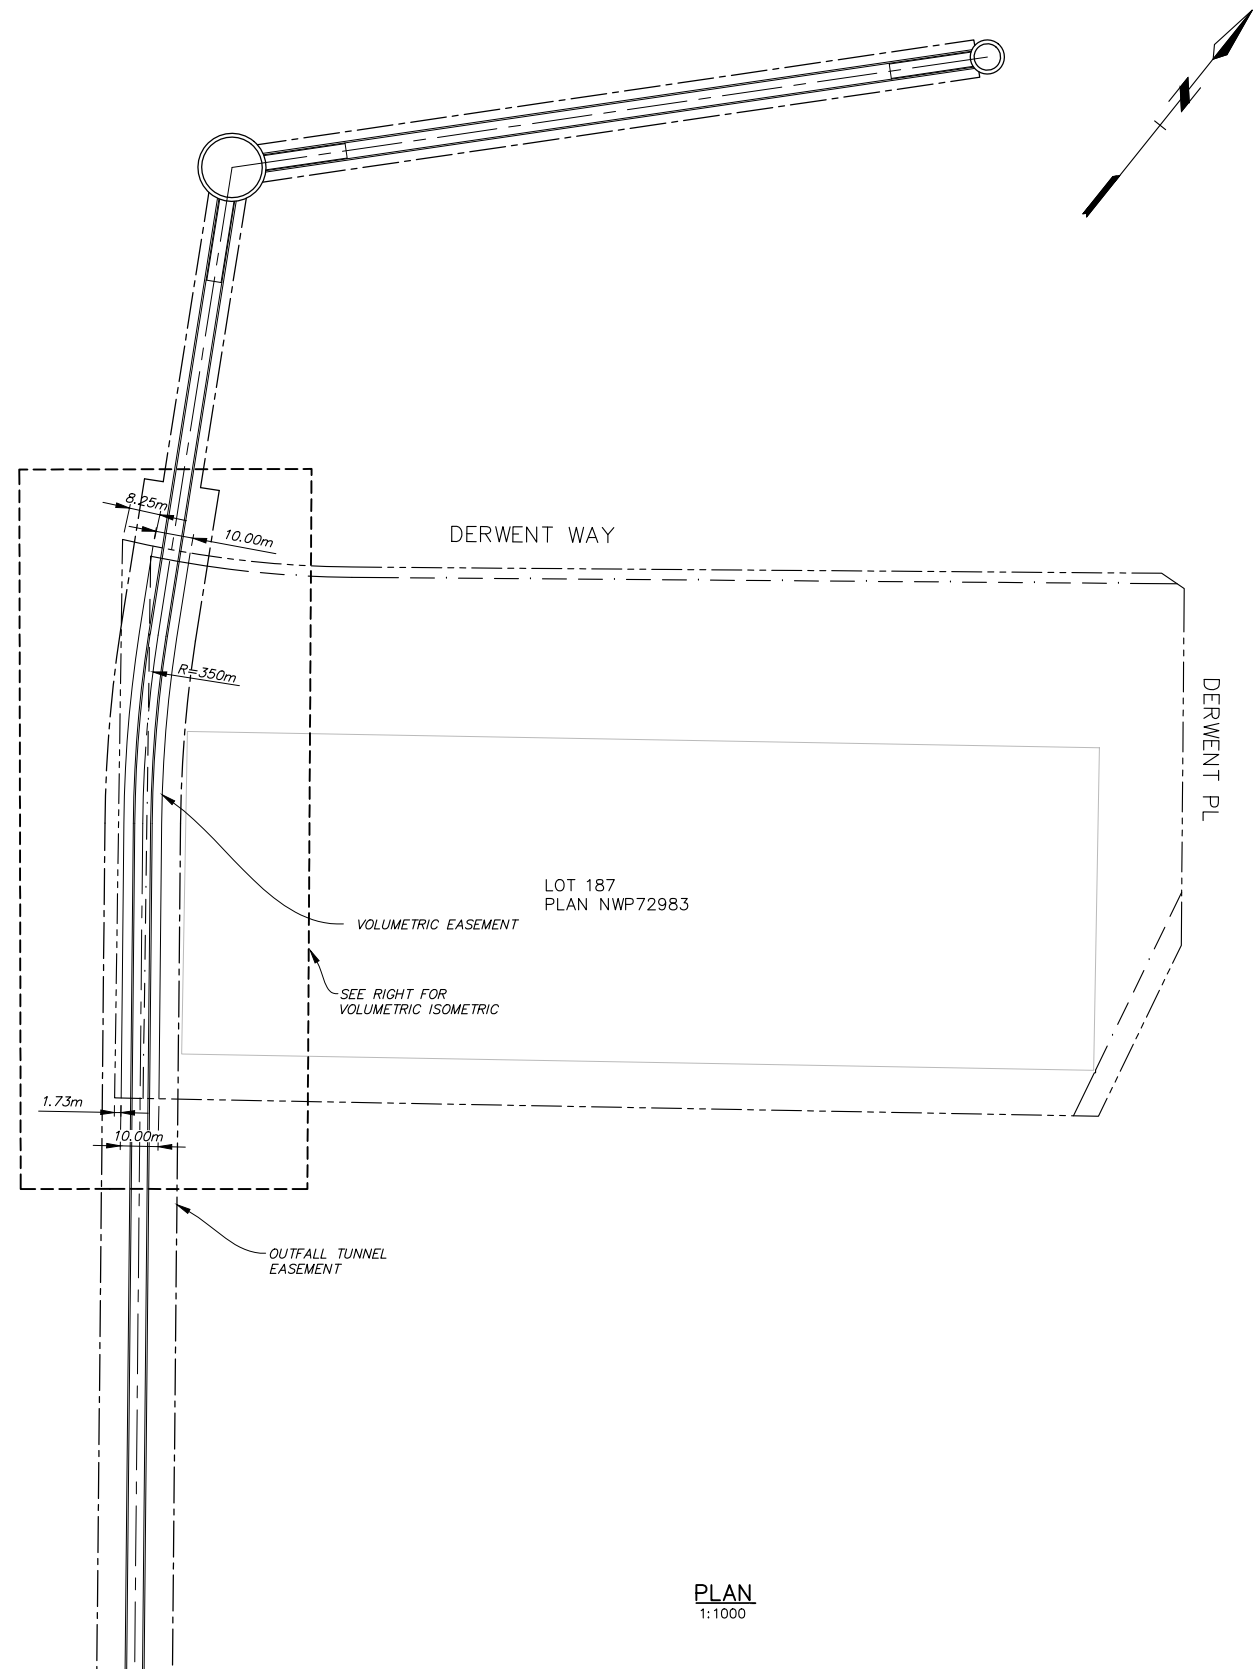 N
8.25m
10.00m
DERWENT WAY
R=350m
DERWENT PL
LOT 187
PLAN NWP72983
VOLUMETRIC EASEMENT
SEE RIGHT FOR
VOLUMETRIC ISOMETRIC
1.73m
10.00m
OUTFALL TUNNEL
EASEMENT
PLAN
1:1000